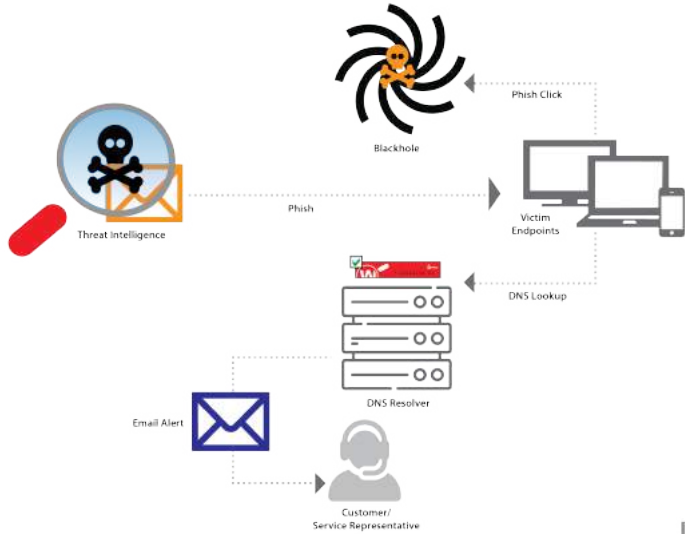 Phish Click
Blackhole
Phish
Threat Intelligence
Victim
Endpoints
DNS Lookup
DNS Resolver
Email Alert
Customer/
Service Representative